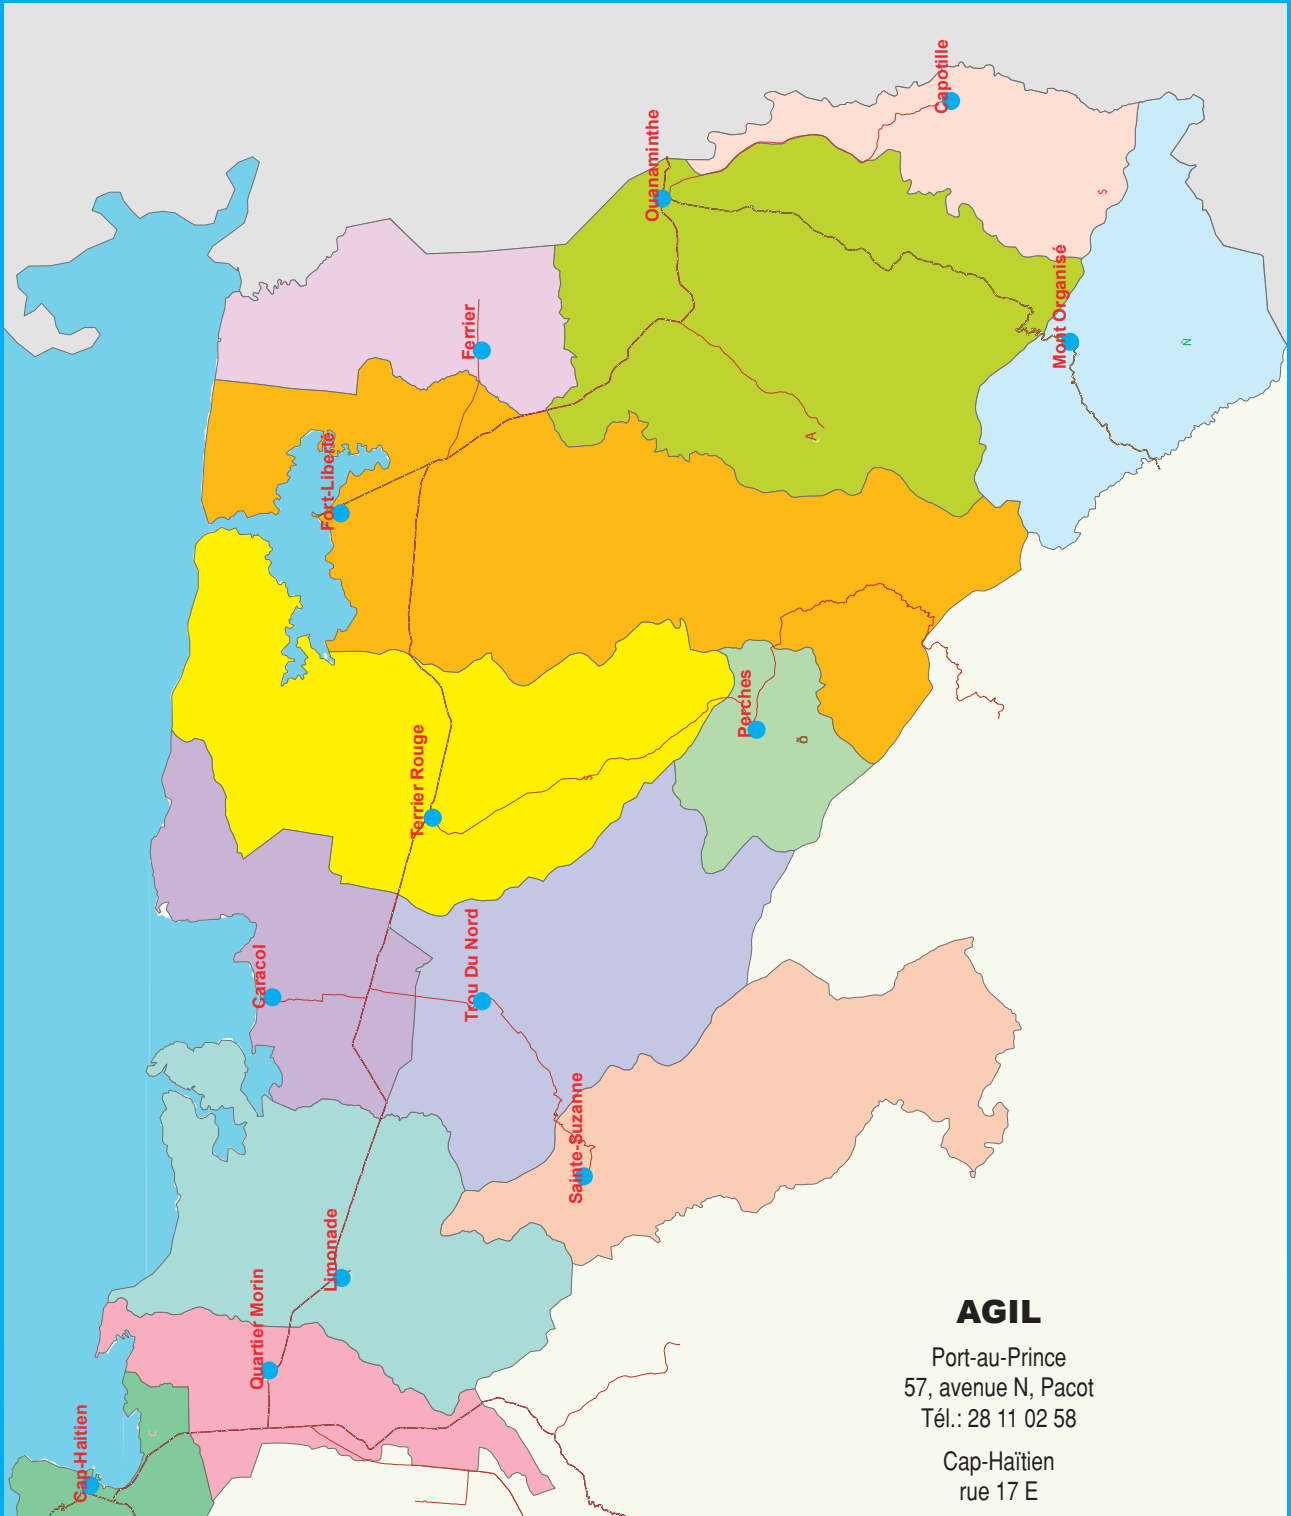 Capotille
Ouanaminthe
Mont Organisé
Ferrier
Fort-Liberté
Perches
Terrier Rouge
Trou Du Nord
Caracol
Sainte-Suzanne
Limonade
Quartier Morin
Cap-Haitien
AGIL
Port-au-Prince
57, avenue N, Pacot
Tél.: 28 11 02 58
Cap-Haïtien
rue 17 E